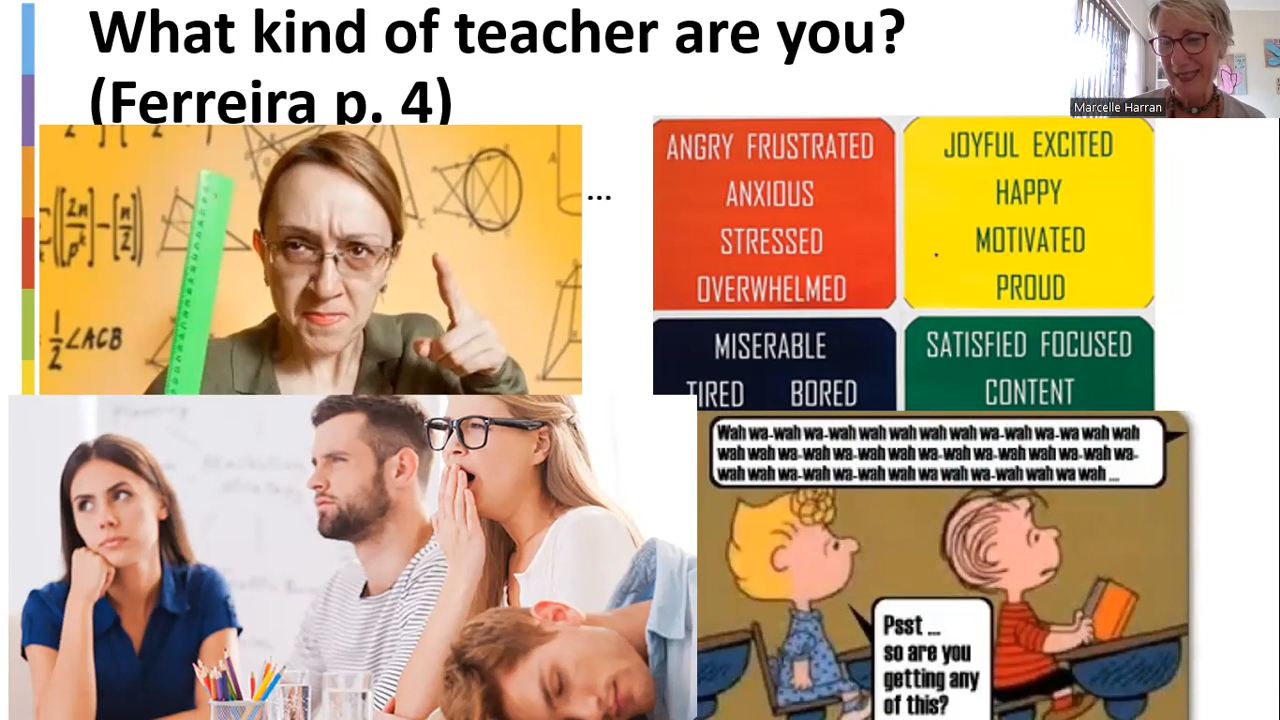 What kind of teacher are you?
(Ferreira p. 4)
Marcelle Harran
...
½∠ACB
ANGRY FRUSTRATED
ANXIOUS
STRESSED
OVERWHELMED
JOYFUL EXCITED
HAPPY
MOTIVATED
PROUD
MISERABLE
TIRED BORED
SATISFIED FOCUSED
CONTENT
Wah wa-wah wa-wah wah wah wah wah wa-wah wa-wa wah wah
wah wah wa-wah wah-wah wah wa-wah wah wah wa-wah wa-
wah wah wa-wah wa-wah wah wa wah wa-wah wah wa wah ...
Psst ...
so are you
getting any
of this?